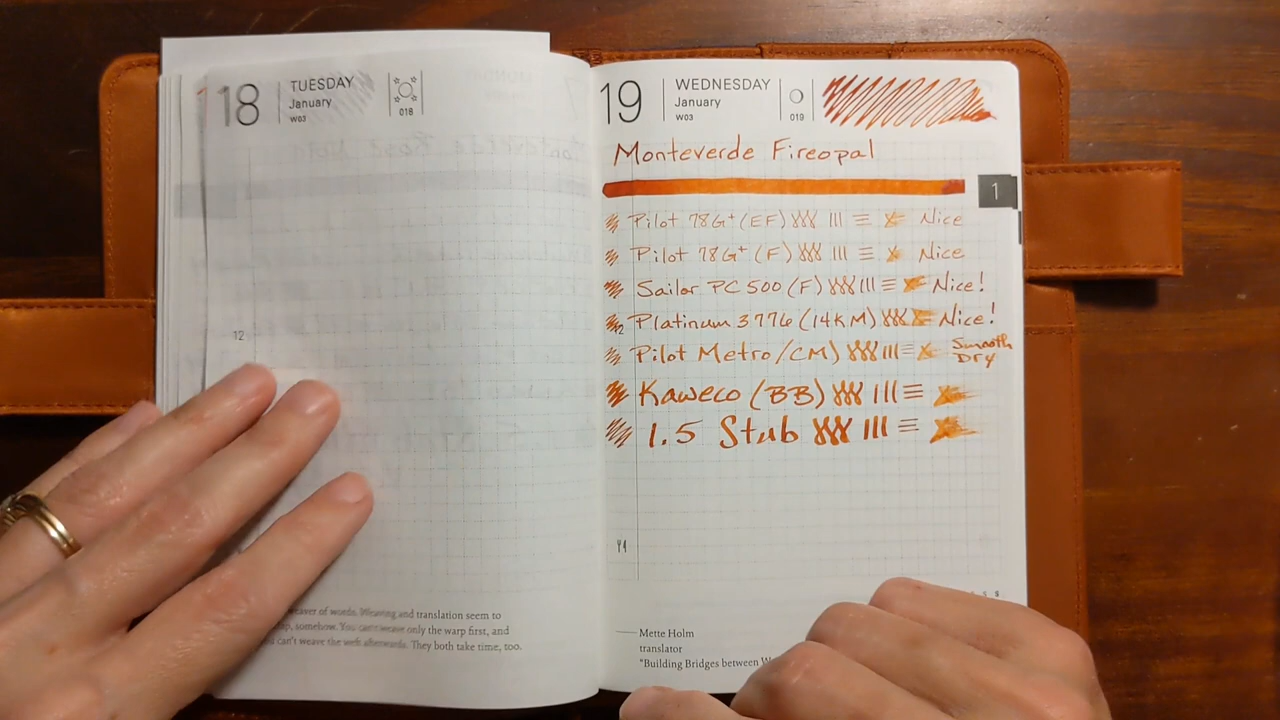 18 TUESDAY
January
W03
018
12
eaver of words. Weaving and translation seem to
somehow. You can't weave only the warp first, and
can't weave the weft afterwards. They both take time, too.
19 WEDNESDAY
January
W03
019
Monteverde Fireopal
1
Pilot 78G+ (EF) Nice
Pilot 78G+ (F) Nice
Sailor PC 500 (F) Nice!
Platinum 3776 (14K M) Nice!
Pilot Metro (CM) Smooth
Dry
Kaweco (BB)
1.5 Stub
Mette Holm
translator
"Building Bridges between